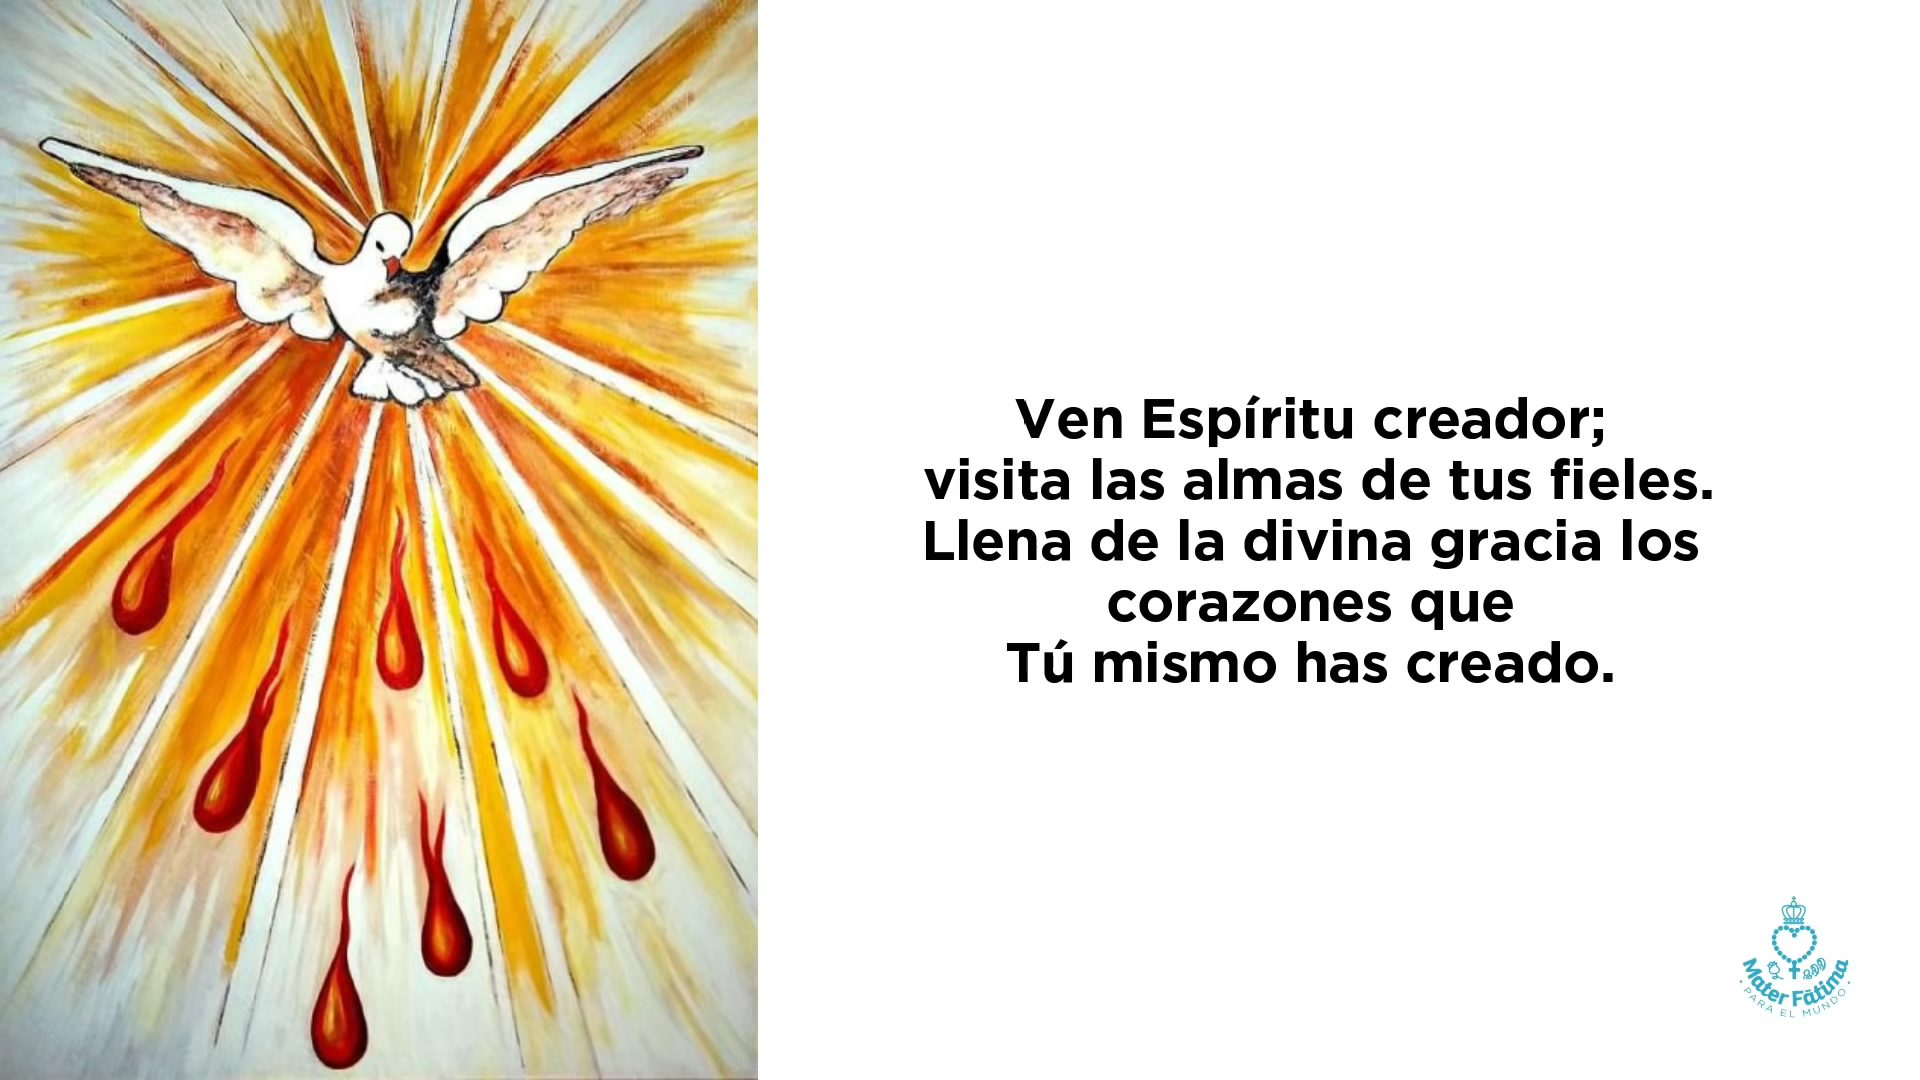 Ven Espíritu creador;
visita las almas de tus fieles.
Llena de la divina gracia los
corazones que
Tú mismo has creado.
Mater Fátima
· PARA EL MUNDO ·